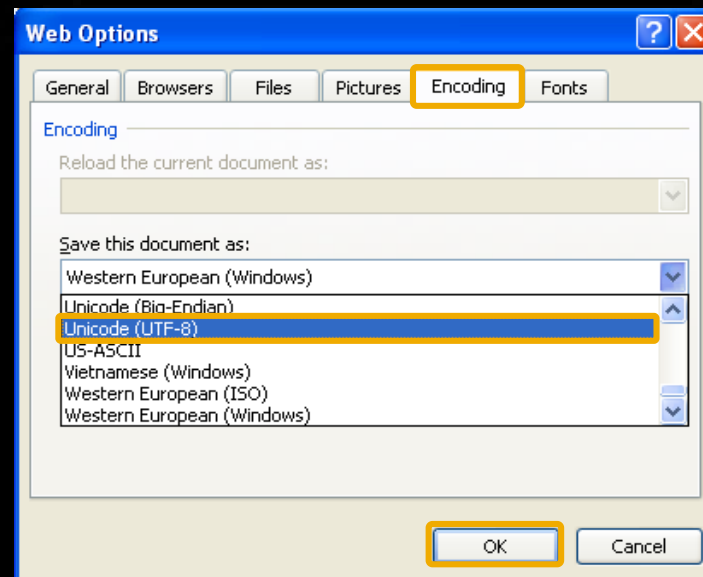 Web Options
General Browsers Files Pictures Encoding Fonts
Encoding
Reload the current document as:
Save this document as:
Western European (Windows)
Unicode (Big-Endian)
Unicode (UTF-8)
US-ASCII
Vietnamese (Windows)
Western European (ISO)
Western European (Windows)
OK Cancel